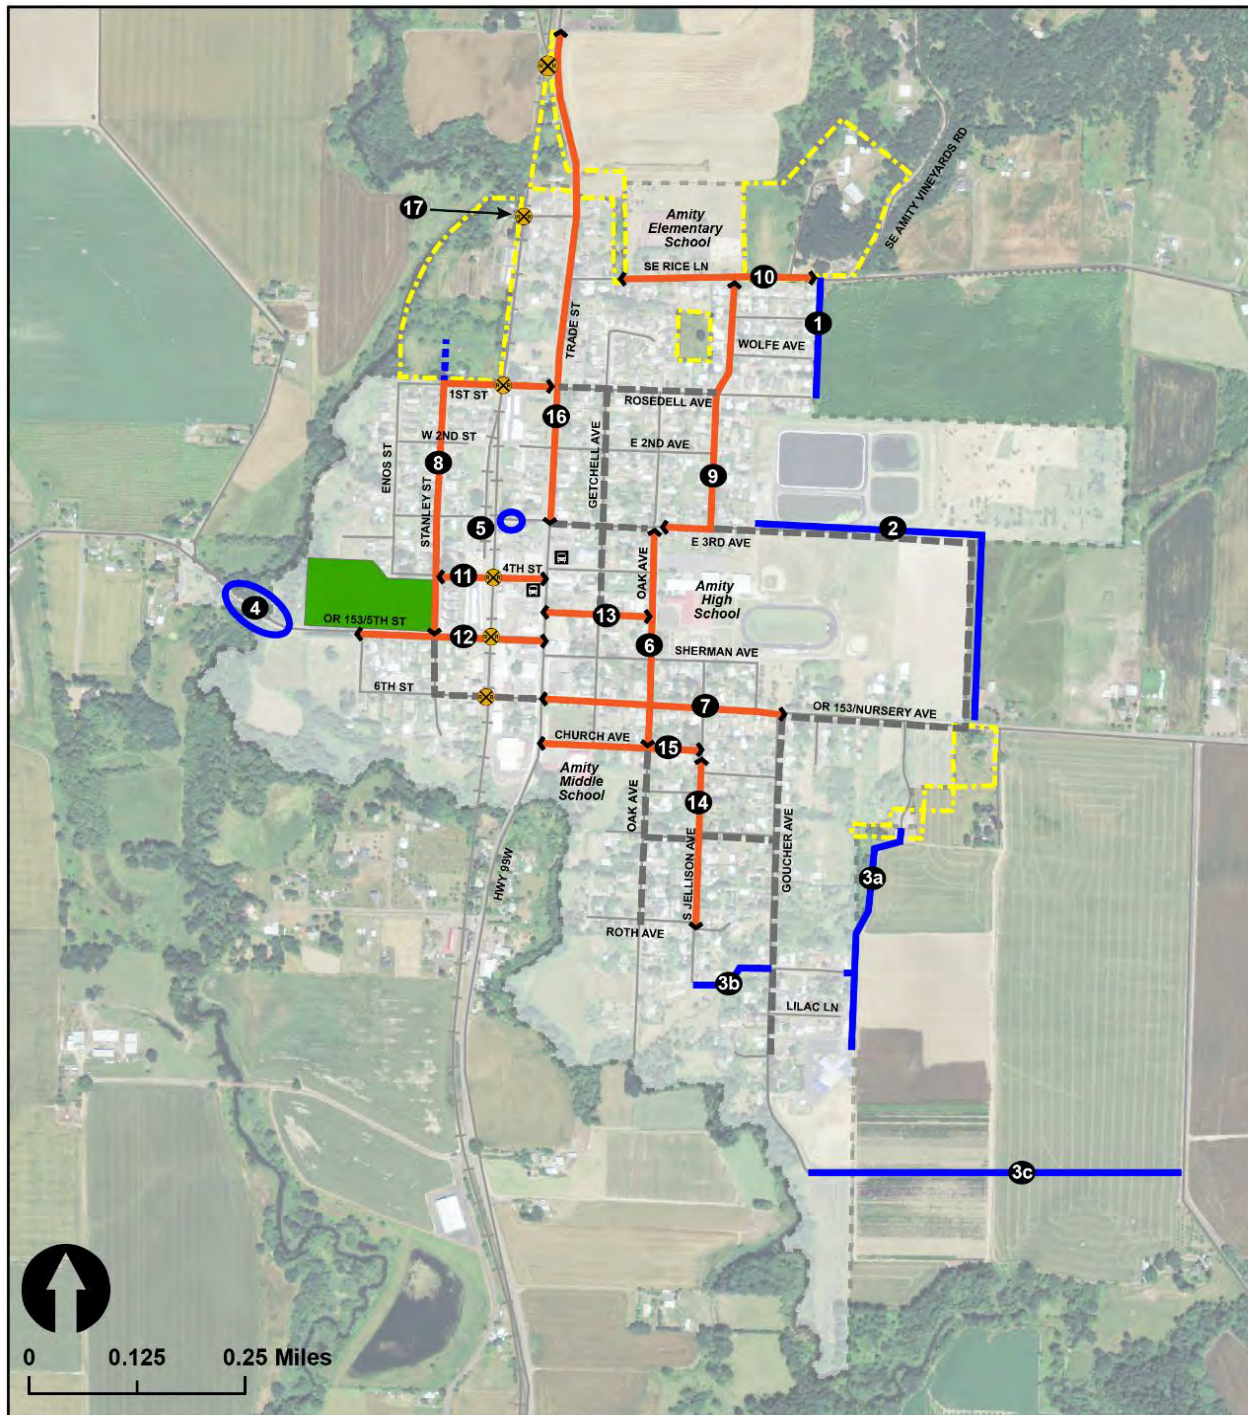 17
Amity
Elementary
School
SE AMITY VINEYARDS RD
SE RICE LN
10
1
TRADE ST
WOLFE AVE
1ST ST
ROSEDELL AVE
16
W 2ND ST
E 2ND AVE
ENOS ST
8
STANLEY ST
GETCHELL AVE
9
5
2
E 3RD AVE
4TH ST
11
OAK AVE
Amity
High
School
4
OR 153/5TH ST
13
12
6
SHERMAN AVE
6TH ST
7
OR 153/NURSERY AVE
CHURCH AVE
15
Amity
Middle
School
14
OAK AVE
S JELLISON AVE
GOUCHER AVE
HWY 99W
3a
ROTH AVE
3b
LILAC LN
3c
0
0.125
0.25 Miles